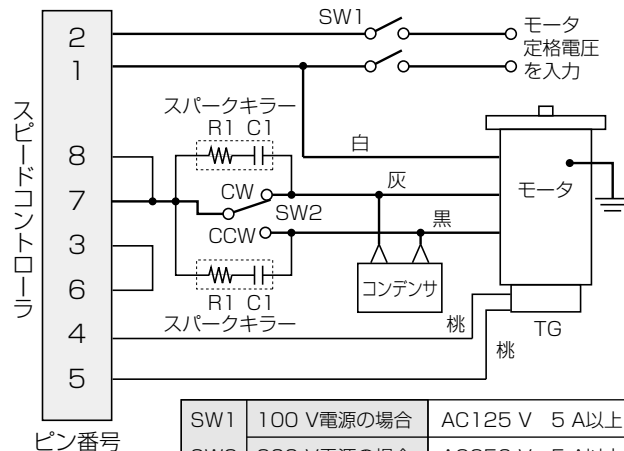 SW1
モータ
定格電圧
を入力
2
1
スピードコントローラ
スパークキラー
R1 C1
白
8
7
3
6
4
5
CW
SW2
CCW
灰
黒
モータ
コンデンサ
R1 C1
スパークキラー
桃
桃
TG
ピン番号
SW1 100 V電源の場合 AC125 V 5 A以上